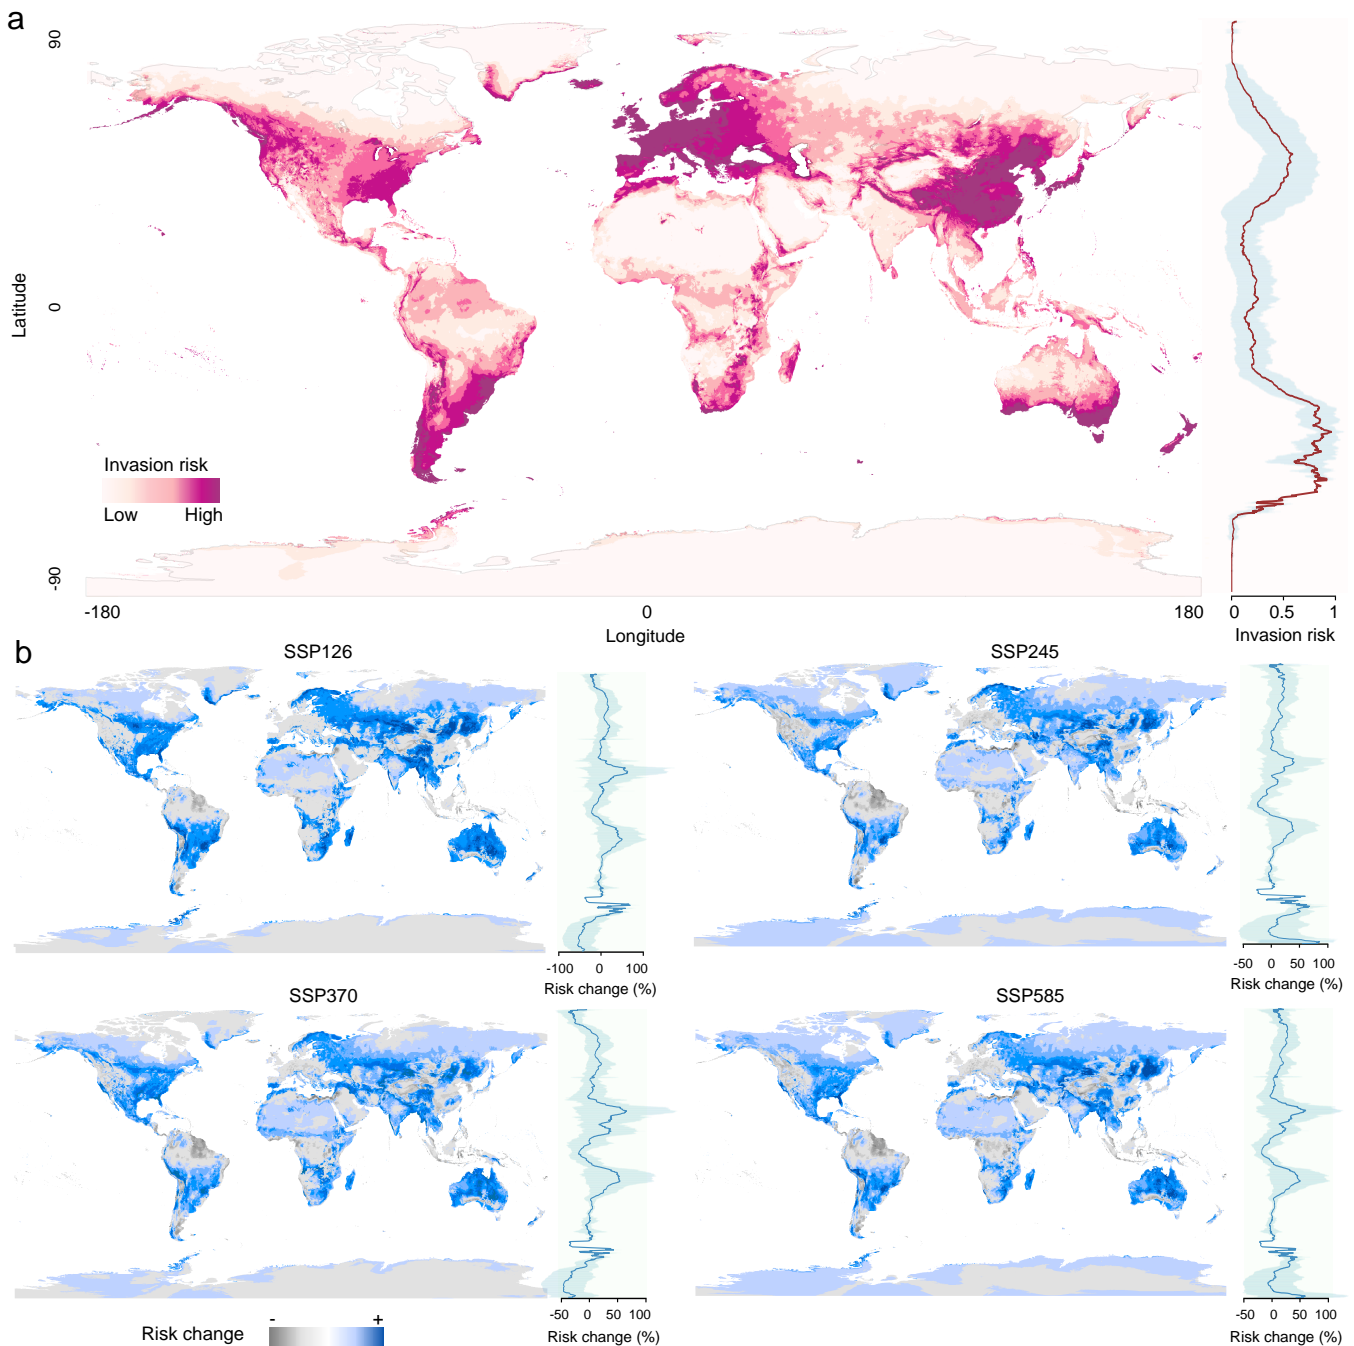 a
90
Latitude
0
-90
Invasion risk
Low High
-180 0 180
Longitude
0 0.5 1
Invasion risk
b
SSP126
SSP245
-100 0 100
Risk change (%)
-50 0 50 100
Risk change (%)
SSP370
SSP585
-50 0 50 100
Risk change (%)
-50 0 50 100
Risk change (%)
Risk change
- +